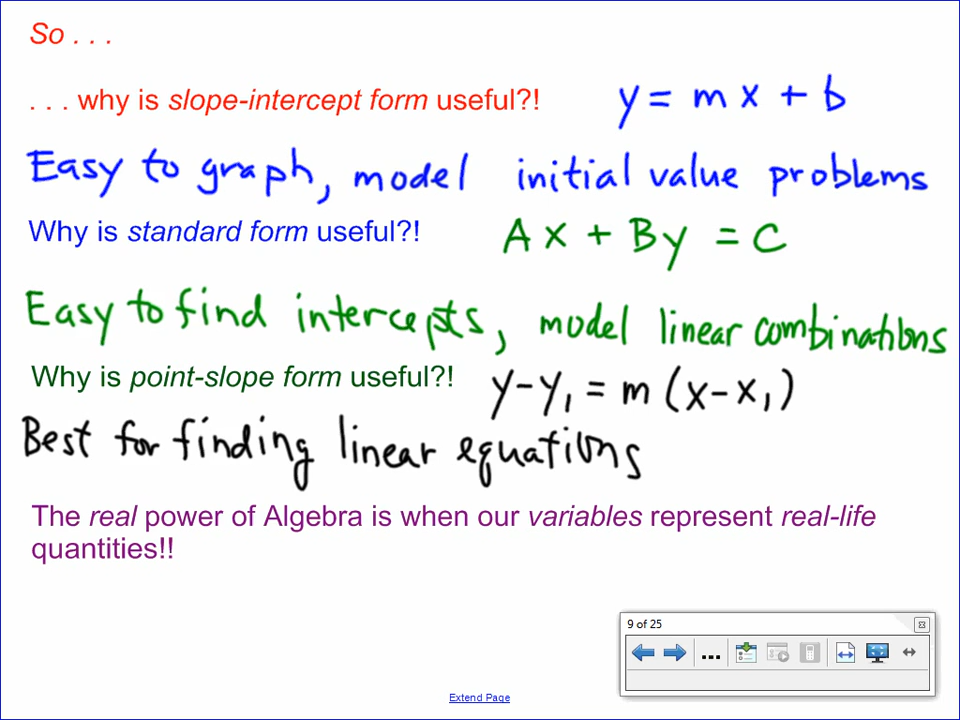 So . . .
. . . why is slope-intercept form useful?! y = mx + b
Easy to graph, model initial value problems
Why is standard form useful?! Ax + By = C
Easy to find intercepts, model linear combinations
Why is point-slope form useful?! y - y₁ = m (x - x₁)
Best for finding linear equations
The real power of Algebra is when our variables represent real-life
quantities!!
9 of 25
...
Extend Page